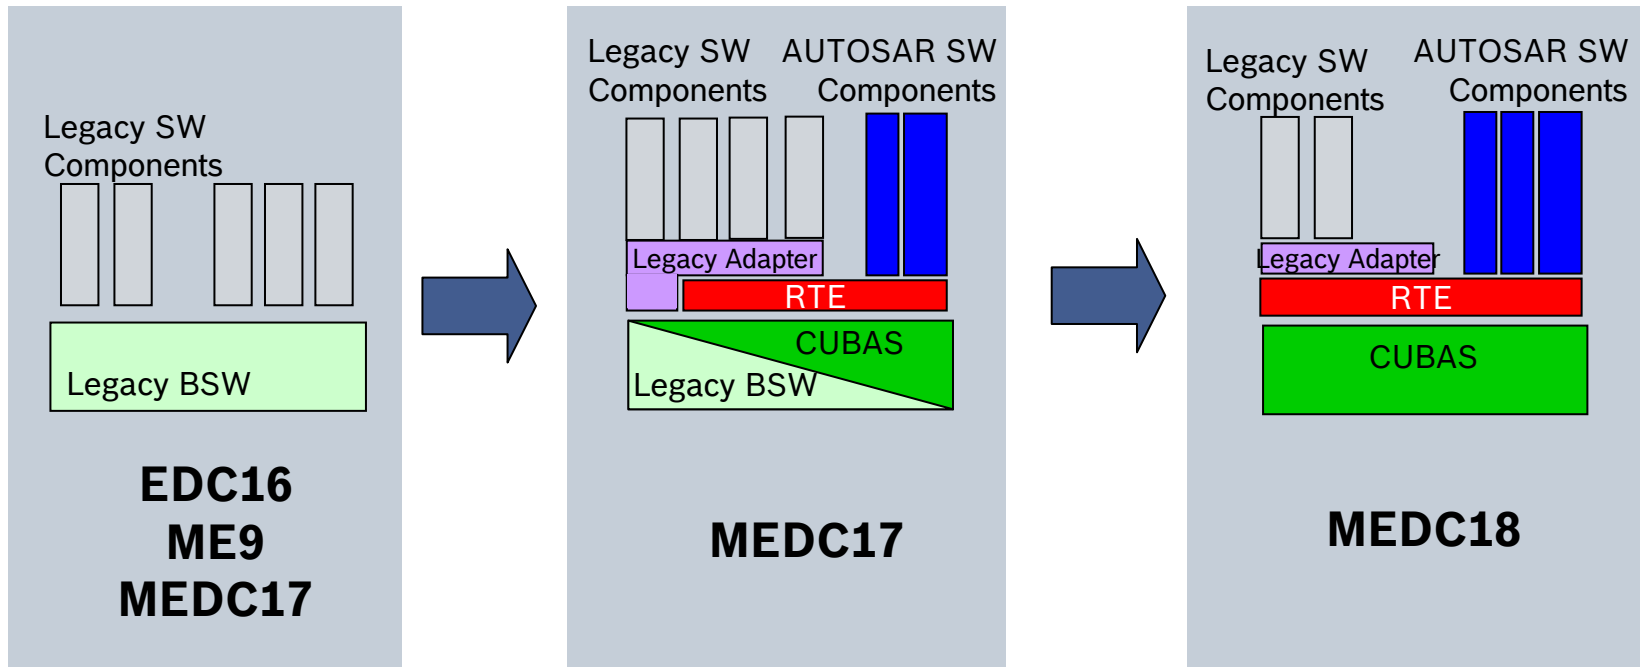 Legacy SW
Components
Legacy BSW
EDC16
ME9
MEDC17
Legacy SW
Components
AUTOSAR SW
Components
Legacy Adapter
RTE
CUBAS
Legacy BSW
MEDC17
Legacy SW
Components
AUTOSAR SW
Components
Legacy Adapter
RTE
CUBAS
MEDC18